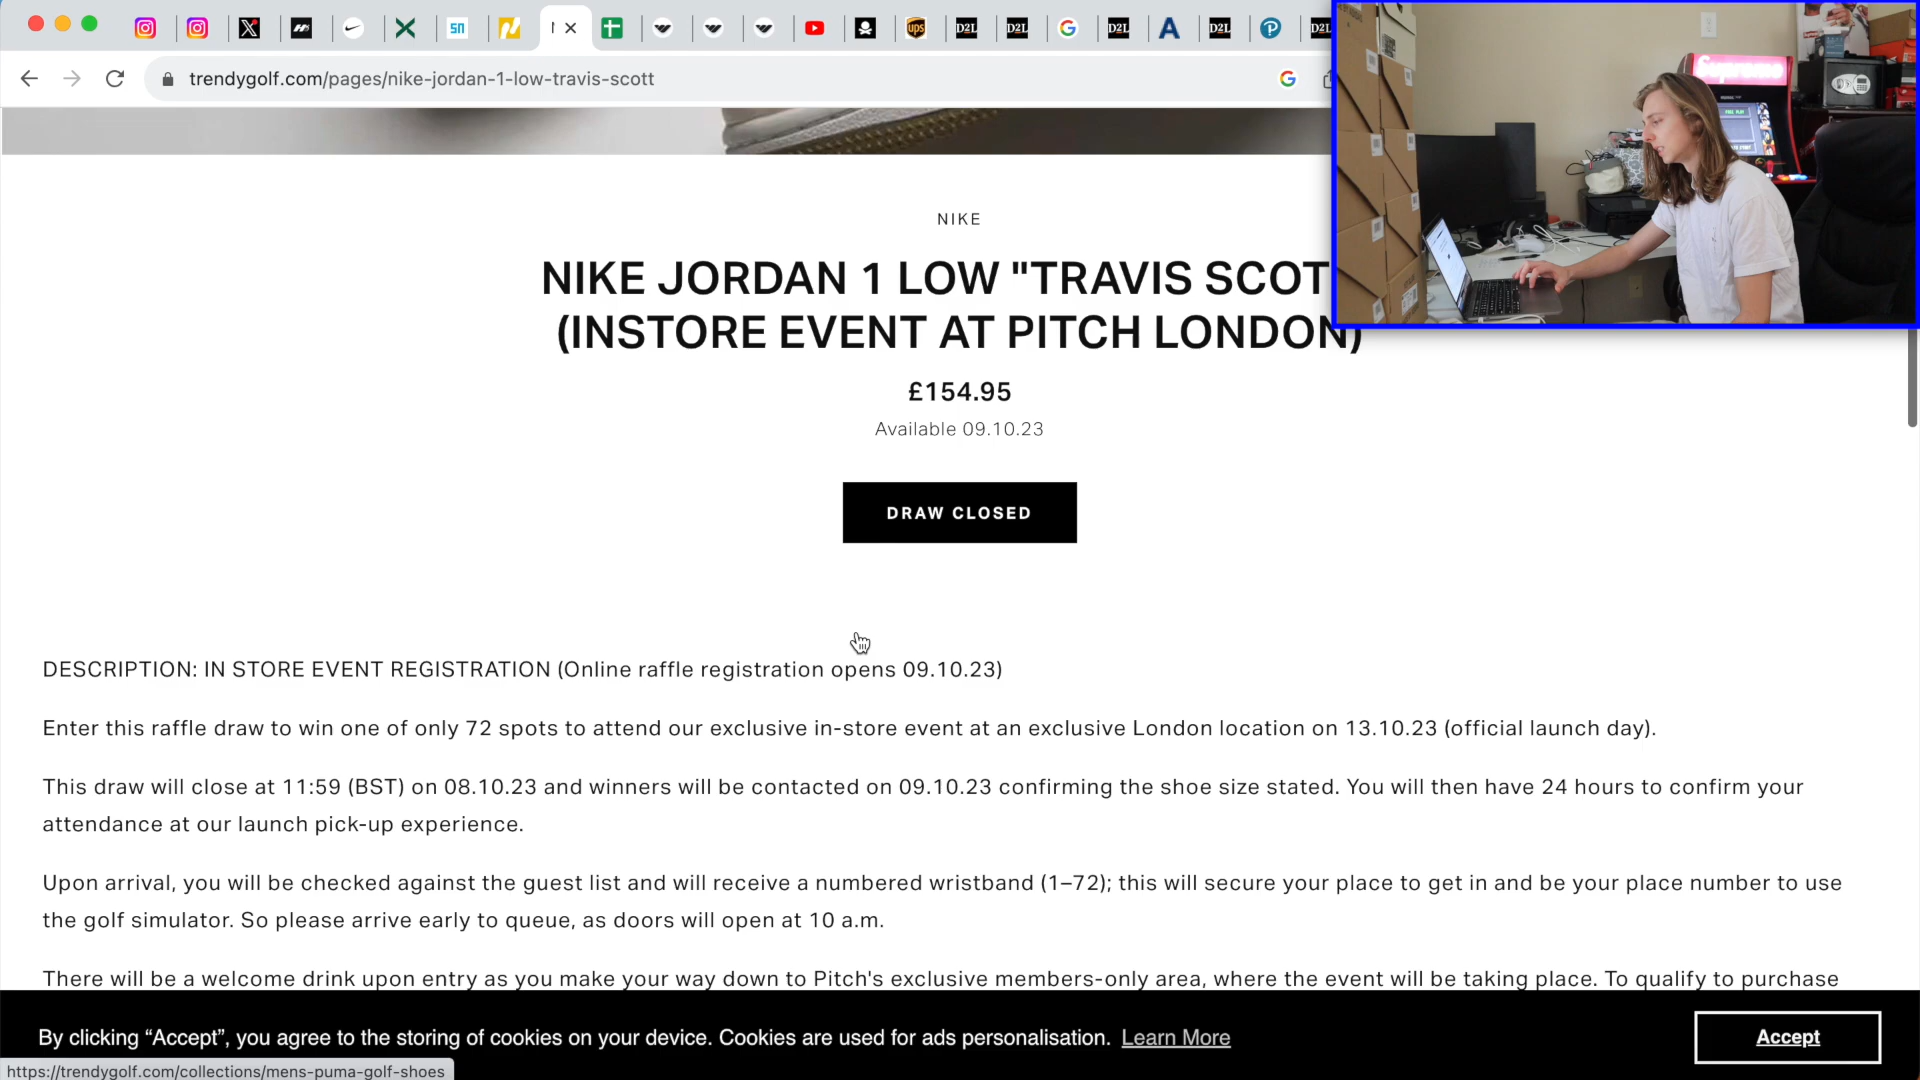 trendygolf.com/pages/nike-jordan-1-low-travis-scott
NIKE
NIKE JORDAN 1 LOW "TRAVIS SCOT
(INSTORE EVENT AT PITCH LONDON)
£154.95
Available 09.10.23
DRAW CLOSED
DESCRIPTION: IN STORE EVENT REGISTRATION (Online raffle registration opens 09.10.23)
Enter this raffle draw to win one of only 72 spots to attend our exclusive in-store event at an exclusive London location on 13.10.23 (official launch day).
This draw will close at 11:59 (BST) on 08.10.23 and winners will be contacted on 09.10.23 confirming the shoe size stated. You will then have 24 hours to confirm your
attendance at our launch pick-up experience.
Upon arrival, you will be checked against the guest list and will receive a numbered wristband (1–72); this will secure your place to get in and be your place number to use
the golf simulator. So please arrive early to queue, as doors will open at 10 a.m.
There will be a welcome drink upon entry as you make your way down to Pitch's exclusive members-only area, where the event will be taking place. To qualify to purchase
By clicking “Accept”, you agree to the storing of cookies on your device. Cookies are used for ads personalisation. Learn More
Accept
https://trendygolf.com/collections/mens-puma-golf-shoes
ups
D2L
D2L
D2L
D2L
D2L
Supreme